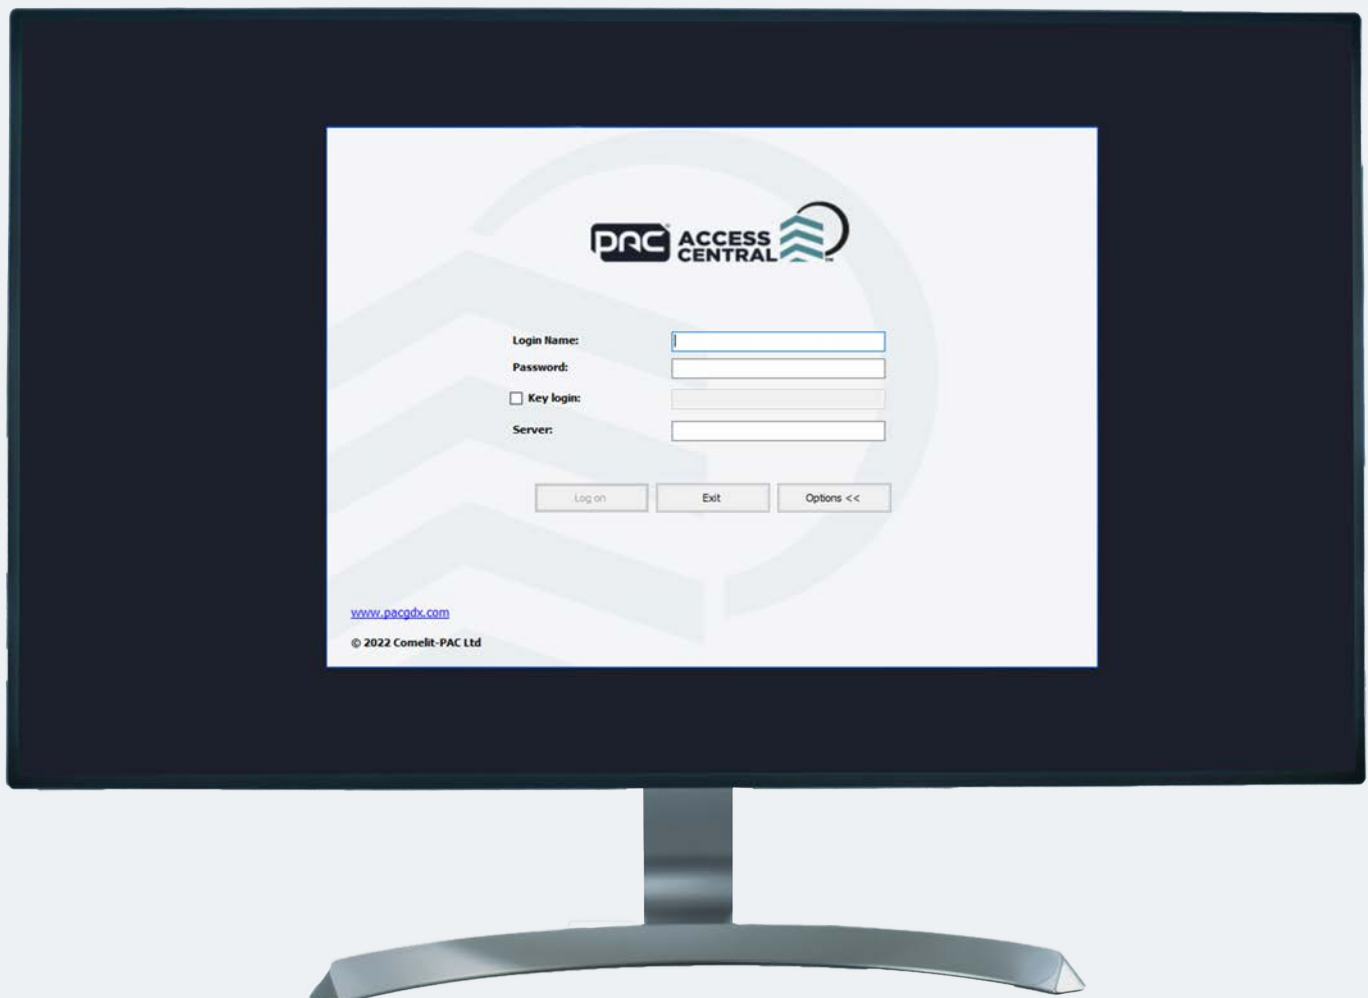 PAC
ACCESS
CENTRAL
Login Name:
Password:
Key login:
Server:
Log on Exit Options <<
www.pacgdx.com
© 2022 Comelit-PAC Ltd